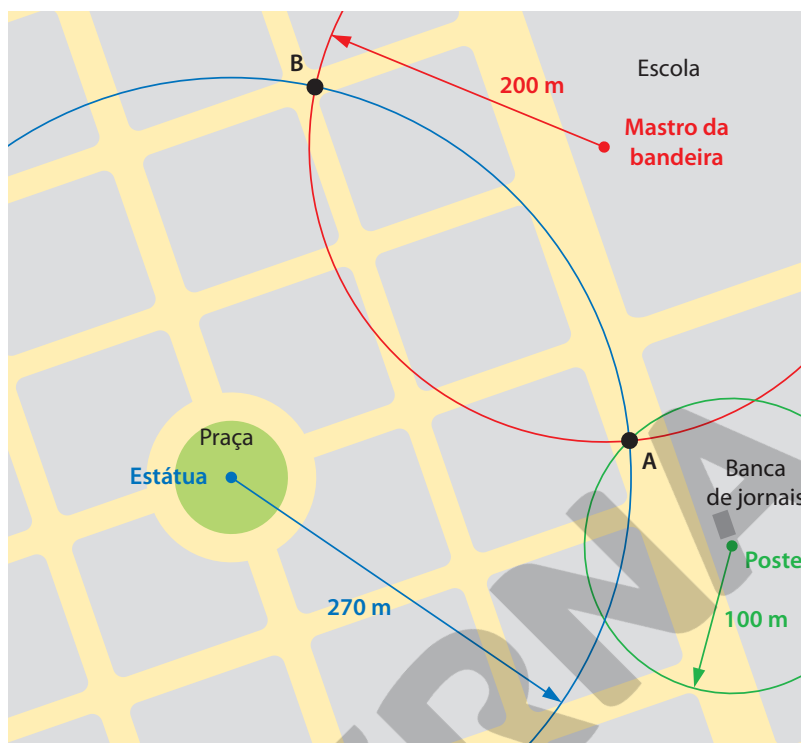 B
200 m
Escola
Mastro da
bandeira
Praça
Estátua
A
Banca
de jornais
Poste
270 m
100 m